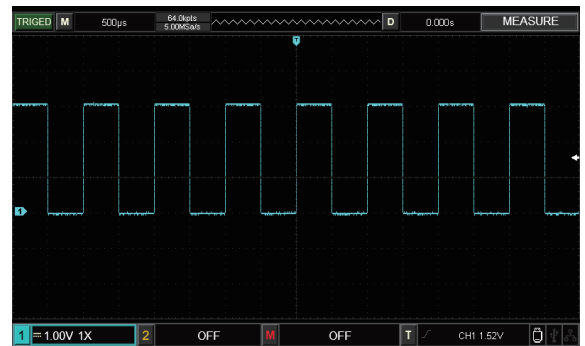 TRIGED M 500μs 64.0kpts 5.00MSa/s D 0.000s MEASURE
T
1
1 1.00V 1X 2 OFF M OFF T CH1 1.52V